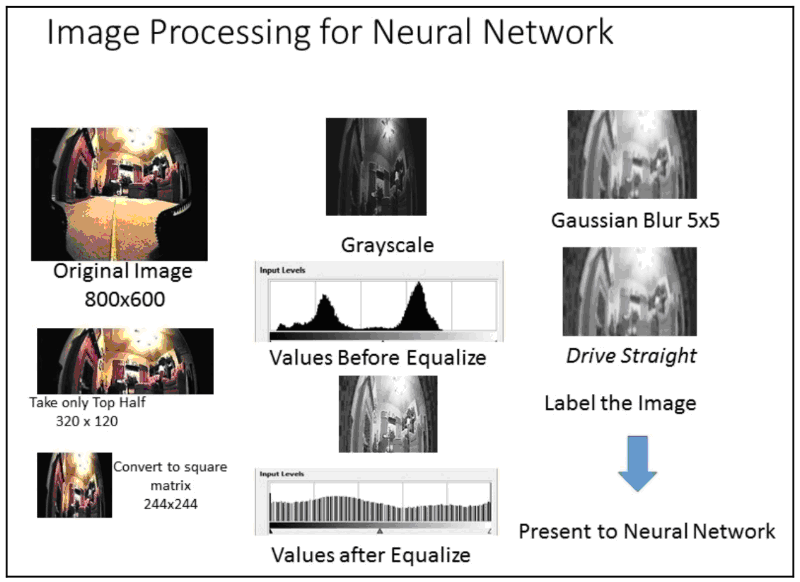 Image Processing for Neural Network
Original Image
800x600
Take only Top Half
320 x 120
Convert to square
matrix
244x244
Grayscale
Input Levels
Values Before Equalize
Input Levels
Values after Equalize
Gaussian Blur 5x5
Drive Straight
Label the Image
Present to Neural Network